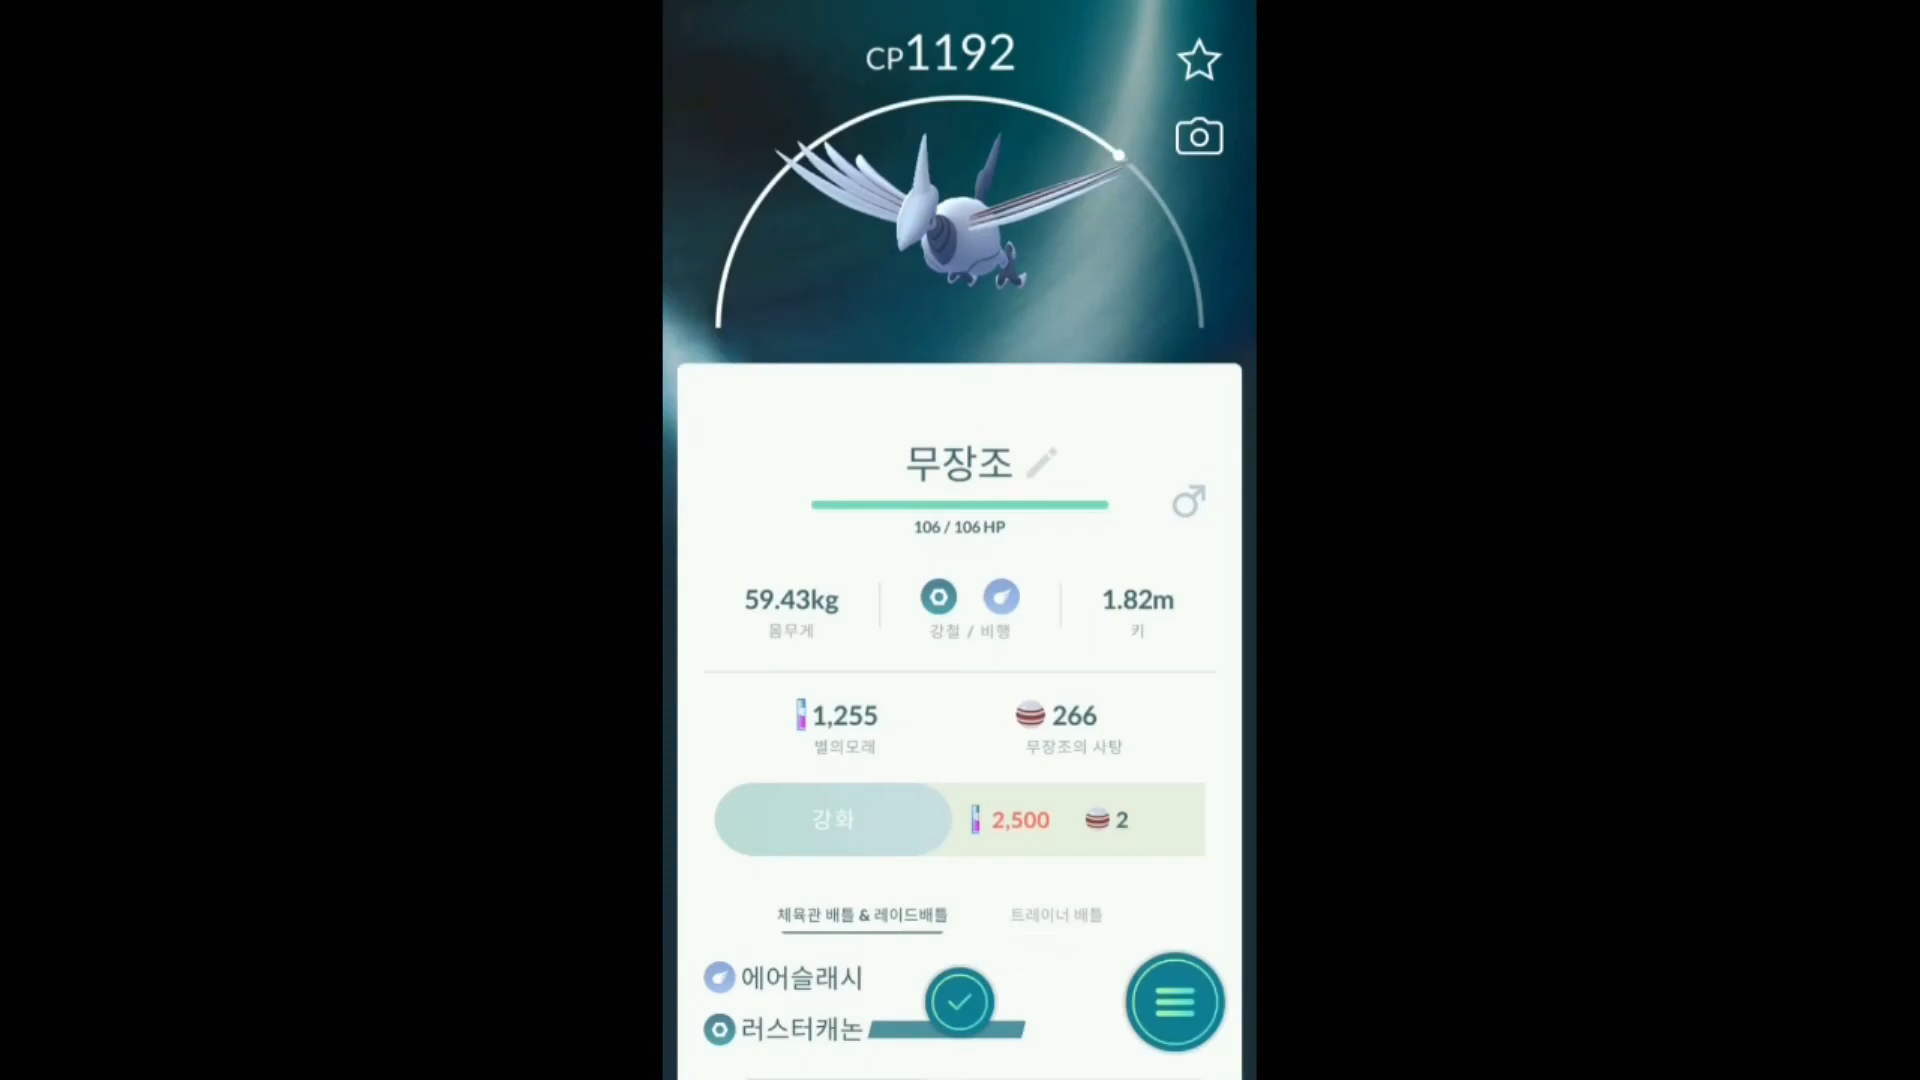 CP1192
무장조
106 / 106 HP
59.43kg
몸무게
강철 / 비행
1.82m
키
1,255
별의모래
266
무장조의 사탕
강화
2,500
2
체육관 배틀 & 레이드배틀
트레이너 배틀
에어슬래시
러스터캐논